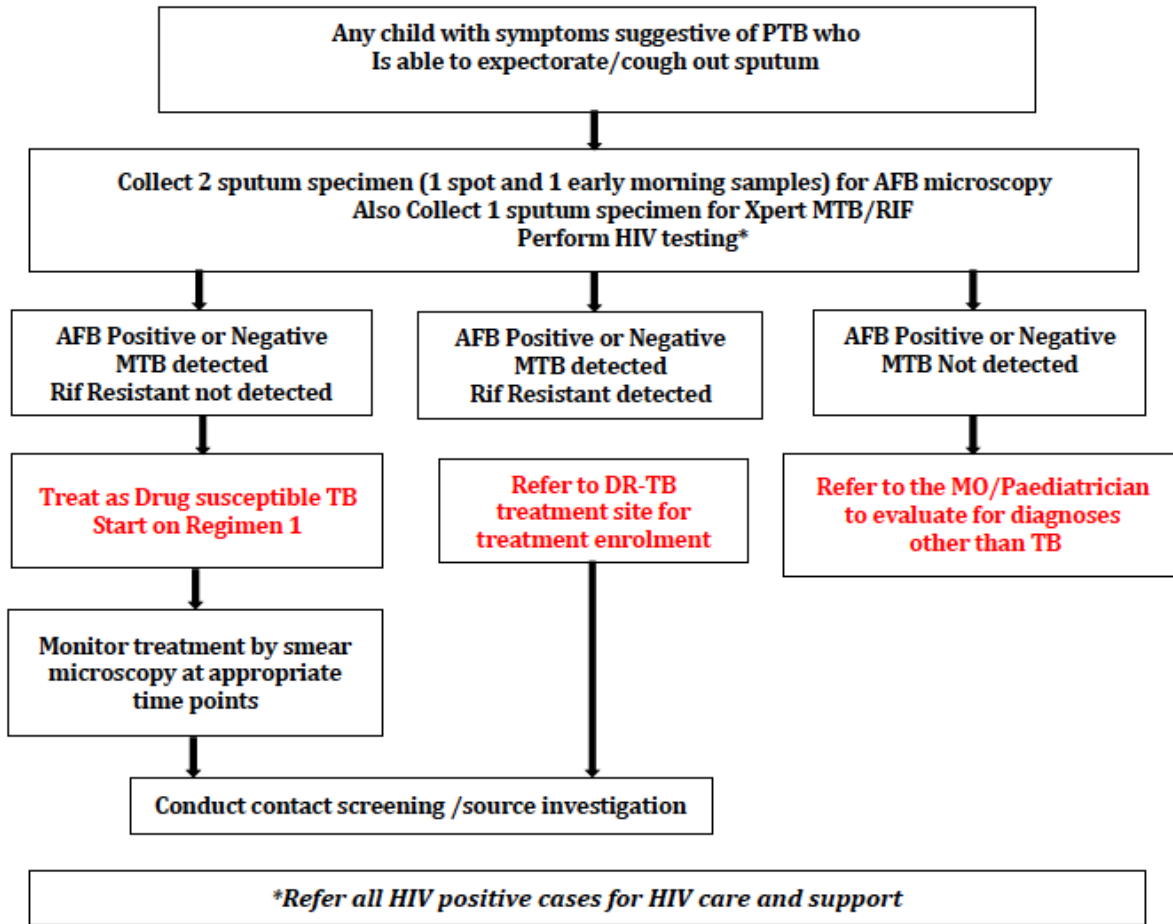 Any child with symptoms suggestive of PTB who
Is able to expectorate/cough out sputum
Collect 2 sputum specimen (1 spot and 1 early morning samples) for AFB microscopy
Also Collect 1 sputum specimen for Xpert MTB/RIF
Perform HIV testing*
AFB Positive or Negative
MTB detected
Rif Resistant not detected
AFB Positive or Negative
MTB detected
Rif Resistant detected
AFB Positive or Negative
MTB Not detected
Treat as Drug susceptible TB
Start on Regimen 1
Refer to DR-TB
treatment site for
treatment enrolment
Refer to the MO/Paediatrician
to evaluate for diagnoses
other than TB
Monitor treatment by smear
microscopy at appropriate
time points
Conduct contact screening /source investigation
*Refer all HIV positive cases for HIV care and support